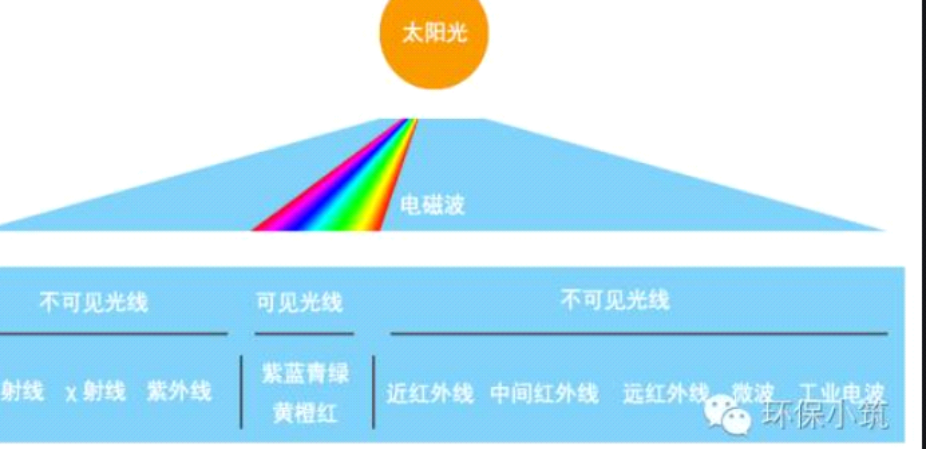 太阳光
电磁波
不可见光线 可见光线 不可见光线
射线 χ射线 紫外线 紫蓝青绿 近红外线 中间红外线 远红外线 微波 工业电波
黄橙红
环保小筑